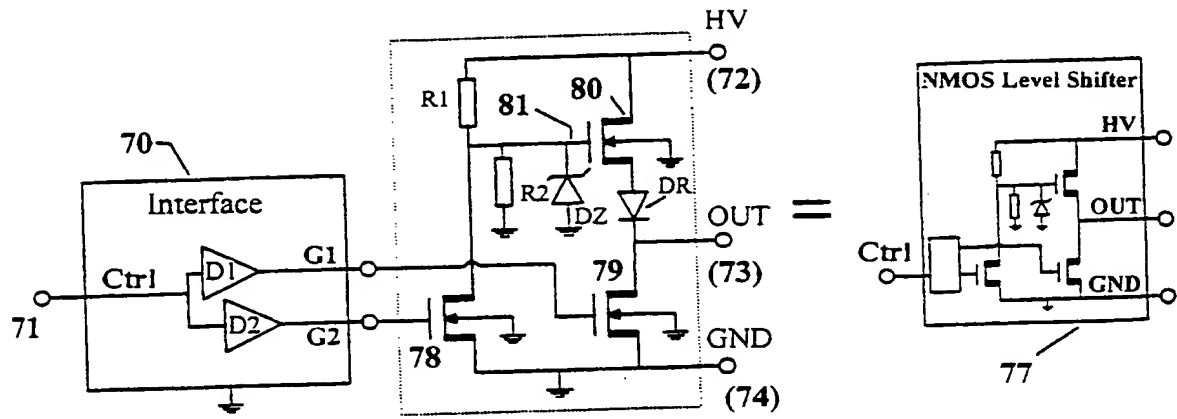 HV
(72)
R1
81
80
70
Interface
R2
DZ
DR
OUT
(73)
Ctrl
D1
G1
D2
G2
71
78
79
GND
(74)
=
NMOS Level Shifter
HV
OUT
Ctrl
GND
77